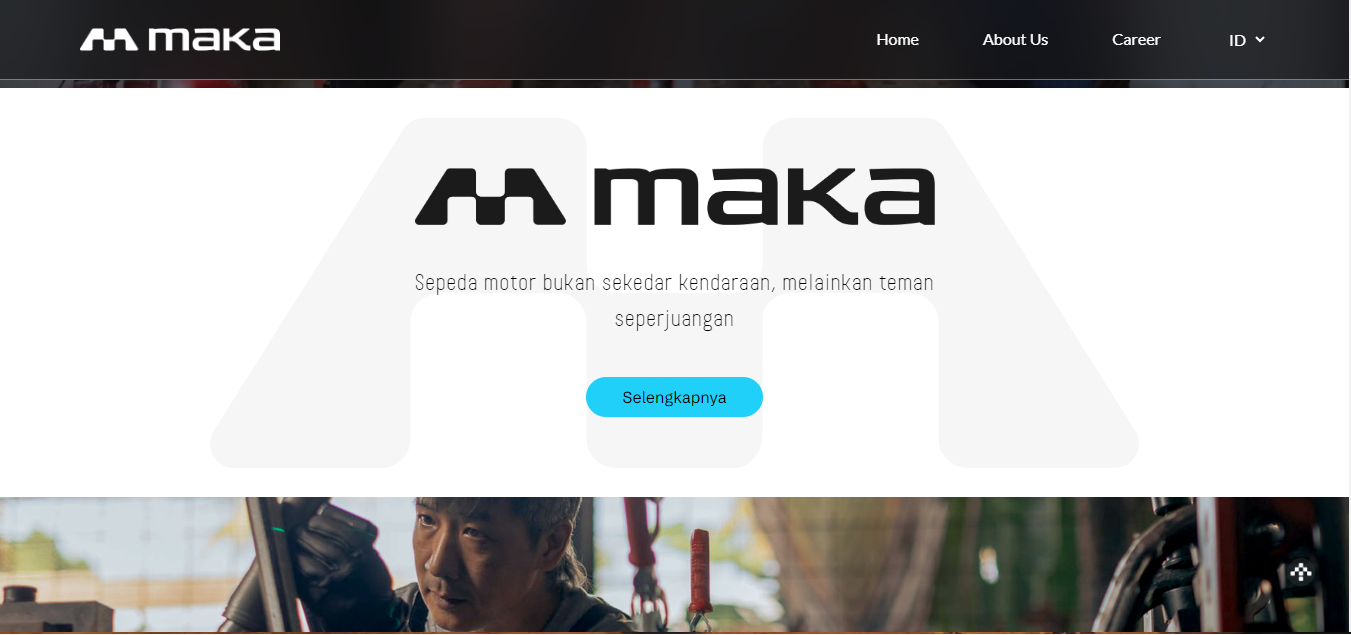 maka
Home
About Us
Career
ID
maka
Sepeda motor bukan sekedar kendaraan, melainkan teman
seperjuangan
Selengkapnya